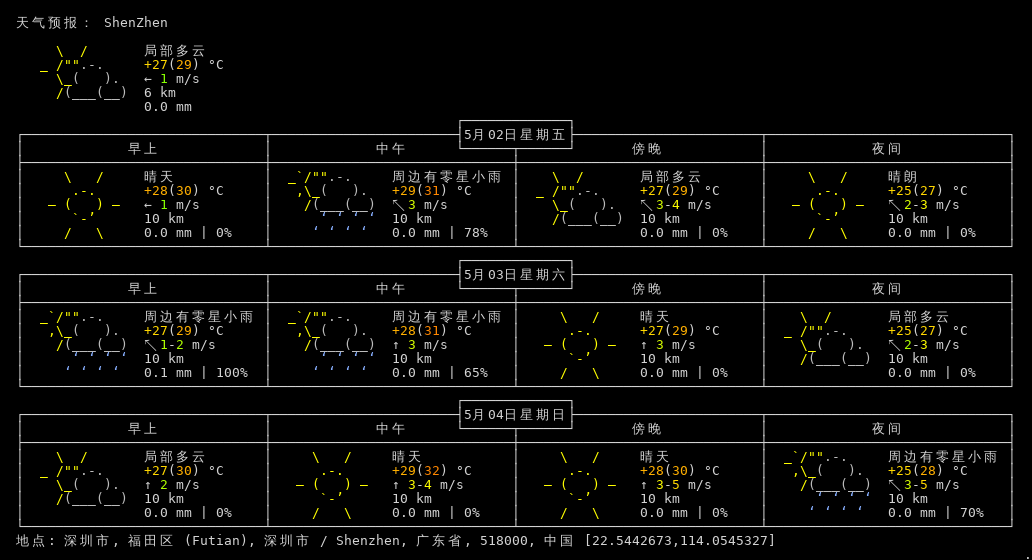 天气预报： ShenZhen
局部多云
+27(29) °C
← 1 m/s
6 km
0.0 mm
5月02日星期五
早上 中午 傍晚 夜间
晴天 周边有零星小雨 局部多云 晴朗
+28(30) °C +29(31) °C +27(29) °C +25(27) °C
← 1 m/s ↖ 3 m/s ↖ 3-4 m/s ↖ 2-3 m/s
10 km 10 km 10 km 10 km
0.0 mm | 0% 0.0 mm | 78% 0.0 mm | 0% 0.0 mm | 0%
5月03日星期六
早上 中午 傍晚 夜间
周边有零星小雨 周边有零星小雨 晴天 局部多云
+27(29) °C +28(31) °C +27(29) °C +25(27) °C
↖ 1-2 m/s ↑ 3 m/s ↑ 3 m/s ↖ 2-3 m/s
10 km 10 km 10 km 10 km
0.1 mm | 100% 0.0 mm | 65% 0.0 mm | 0% 0.0 mm | 0%
5月04日星期日
早上 中午 傍晚 夜间
局部多云 晴天 晴天 周边有零星小雨
+27(30) °C +29(32) °C +28(30) °C +25(28) °C
↑ 2 m/s ↑ 3-4 m/s ↑ 3-5 m/s ↖ 3-5 m/s
10 km 10 km 10 km 10 km
0.0 mm | 0% 0.0 mm | 0% 0.0 mm | 0% 0.0 mm | 70%
地点: 深圳市, 福田区 (Futian), 深圳市 / Shenzhen, 广东省, 518000, 中国 [22.5442673,114.0545327]